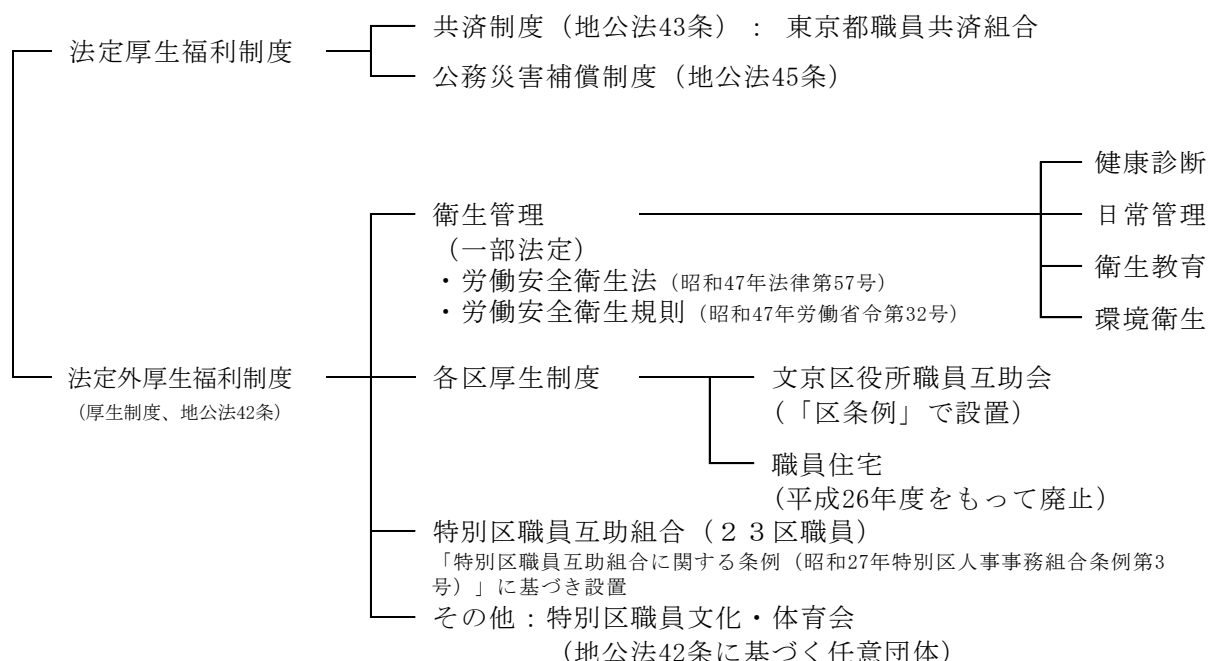 共済制度（地公法43条）： 東京都職員共済組合
法定厚生福利制度
公務災害補償制度（地公法45条）
健康診断
衛生管理
日常管理
（一部法定）
衛生教育
・労働安全衛生法（昭和47年法律第57号）
・労働安全衛生規則（昭和47年労働省令第32号）
環境衛生
法定外厚生福利制度
（厚生制度、地公法42条）
各区厚生制度
文京区役所職員互助会
（「区条例」で設置）
職員住宅
(平成26年度をもって廃止）
特別区職員互助組合（２３区職員）
「特別区職員互助組合に関する条例（昭和27年特別区人事事務組合条例第3
号）」に基づき設置
その他：特別区職員文化・体育会
（地公法42条に基づく任意団体）